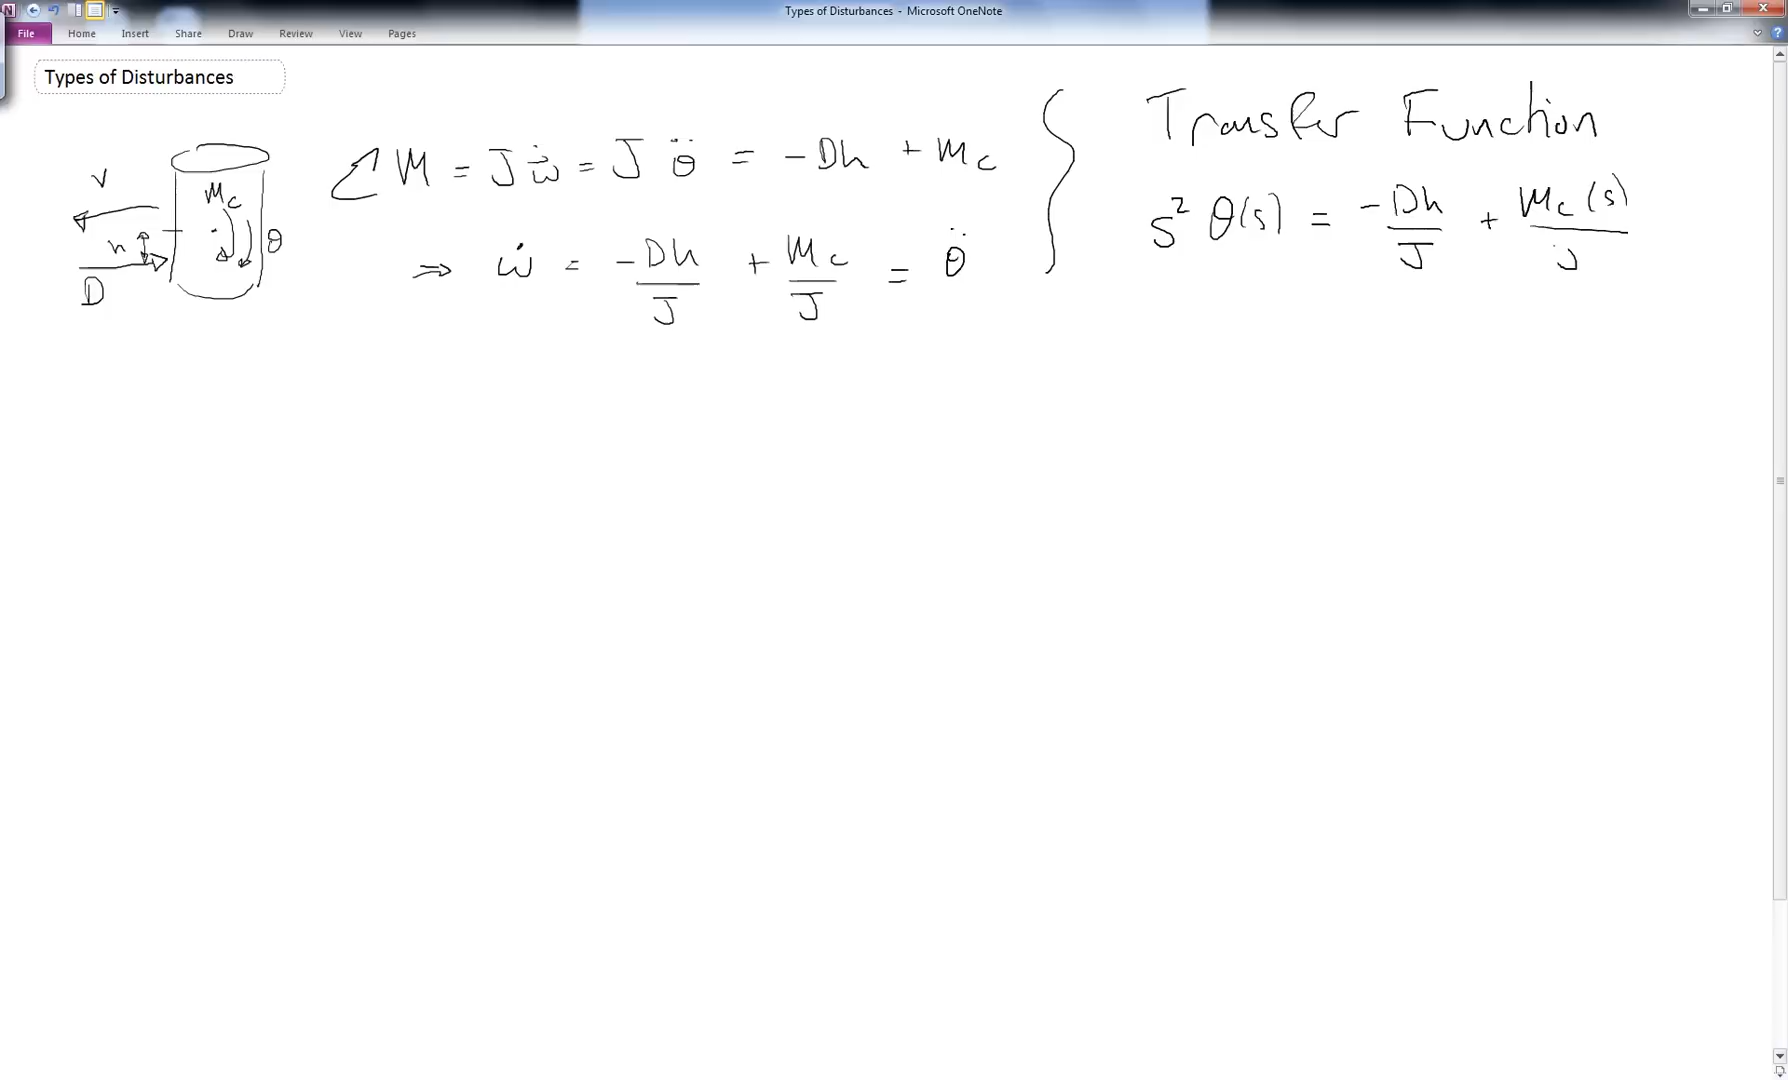 Types of Disturbances - Microsoft OneNote
File Home Insert Share Draw Review View Pages
Types of Disturbances
V
Mc
h
θ
D
ΣM = Jω̇ = Jθ̈ = -Dh + Mc
⇒ ω̇ = -Dh/J + Mc/J = θ̈
Transfer Function
s²θ(s) = -Dh/J + Mc(s)/J